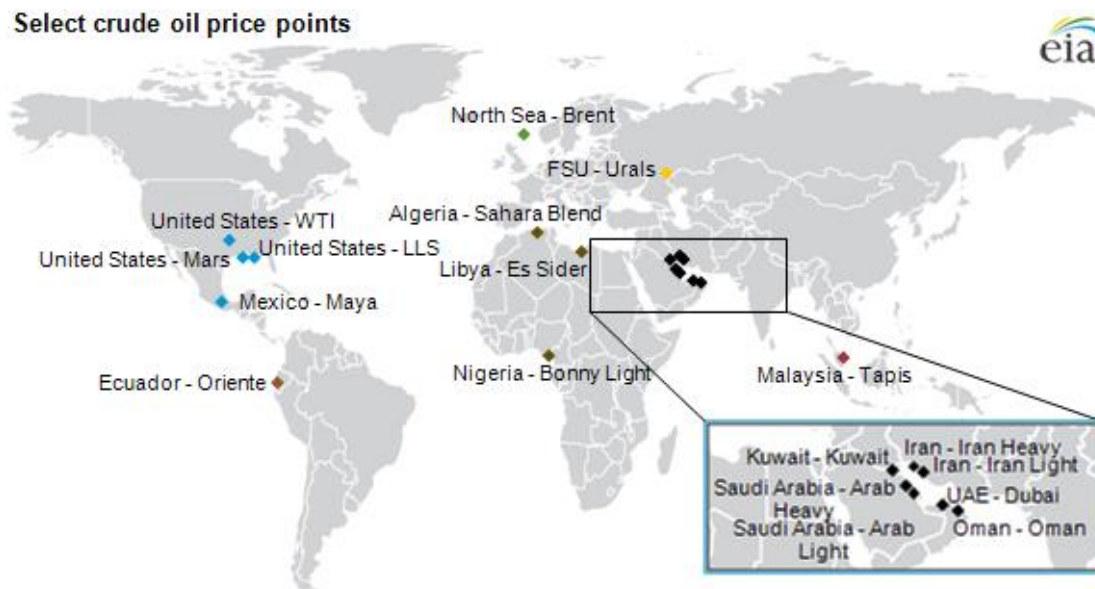 Select crude oil price points
eia
North Sea - Brent
FSU - Urals
United States - WTI
Algeria - Sahara Blend
United States - Mars
United States - LLS
Libya - Es Sider
Mexico - Maya
Ecuador - Oriente
Nigeria - Bonny Light
Malaysia - Tapis
Kuwait - Kuwait
Iran - Iran Heavy
Iran - Iran Light
Saudi Arabia - Arab
Heavy
UAE - Dubai
Saudi Arabia - Arab
Light
Oman - Oman